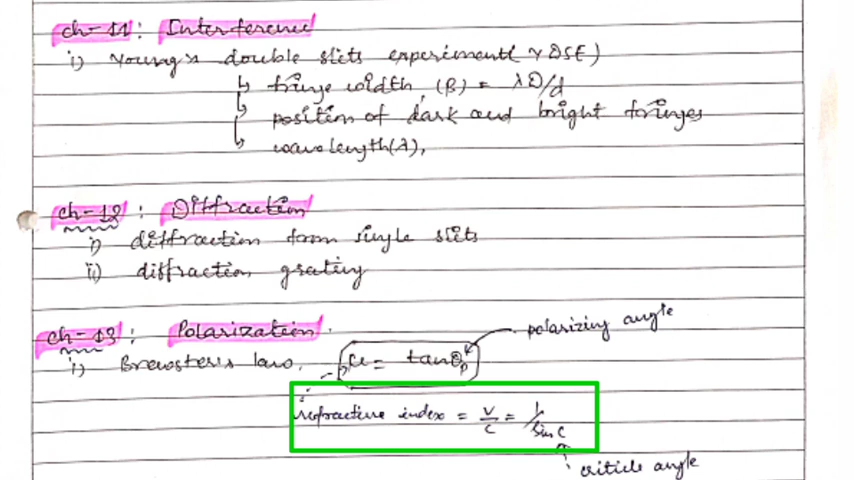 ch-11: Interference
i) Young's double slits experiment (YDSE)
↳ fringe width, (β) = λD/d
↳ position of dark and bright fringes
↳ wavelength(λ),
ch-12: Diffraction
i) diffraction from single slits
ii) diffraction grating
ch-13: Polarization.
i) Brewster's law, μ = tanθp polarizing angle
refractive index = v/c = 1/sinC
criticle angle